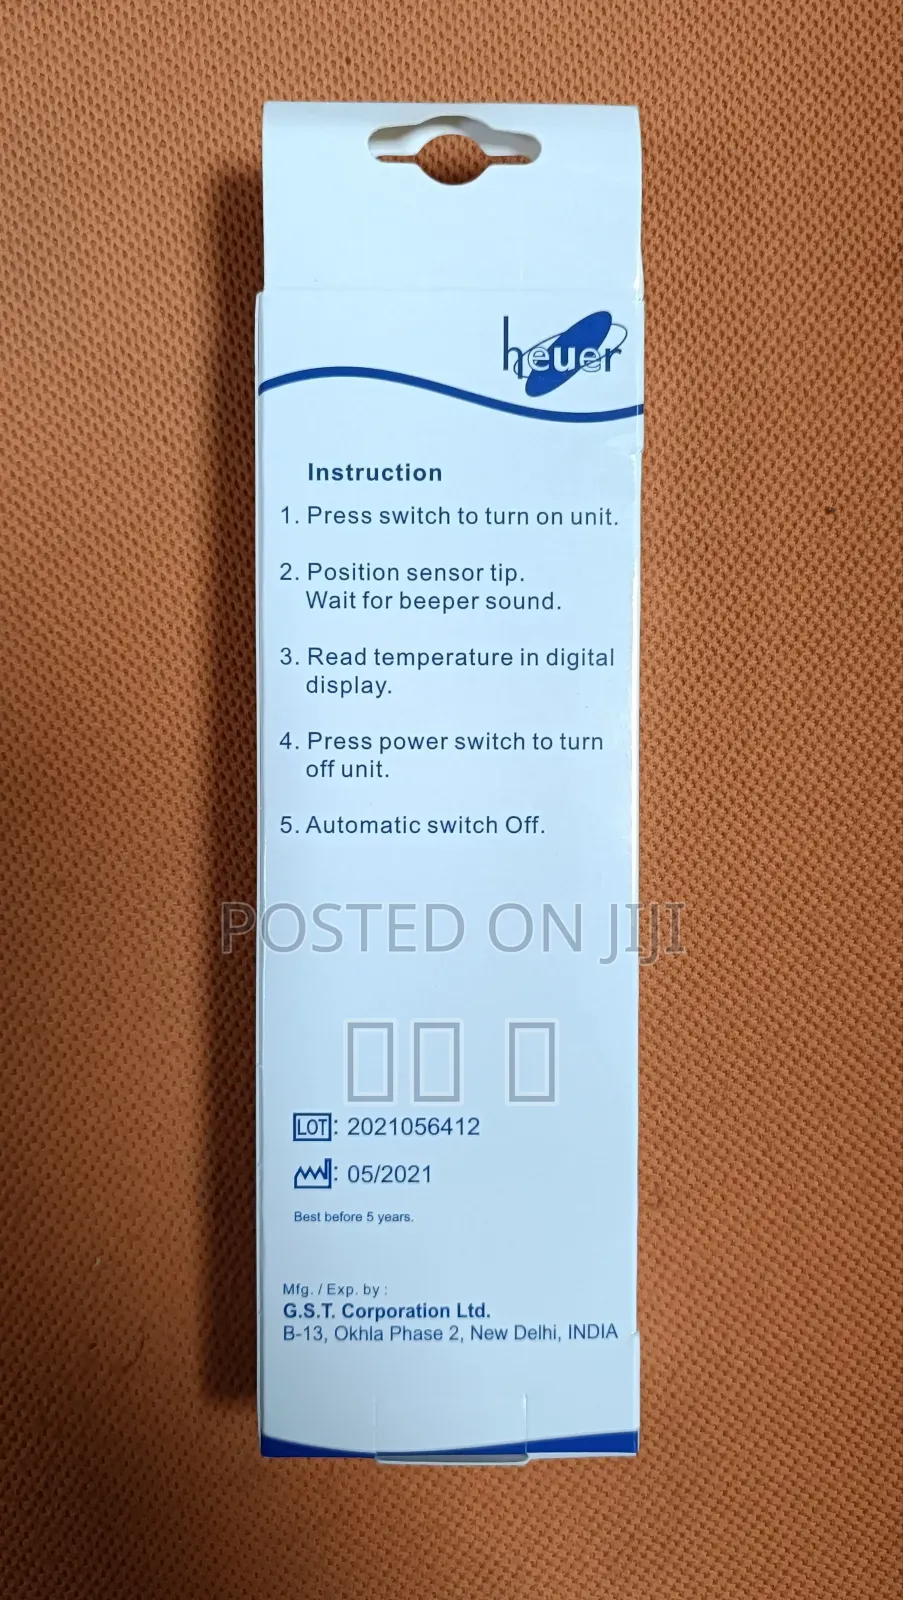 heuer
Instruction
1. Press switch to turn on unit.
2. Position sensor tip.
Wait for beeper sound.
3. Read temperature in digital
display.
4. Press power switch to turn
off unit.
5. Automatic switch Off.
POSTED ON JIJI
LOT: 2021056412
: 05/2021
Best before 5 years.
Mfg. / Exp. by :
G.S.T. Corporation Ltd.
B-13, Okhla Phase 2, New Delhi, INDIA